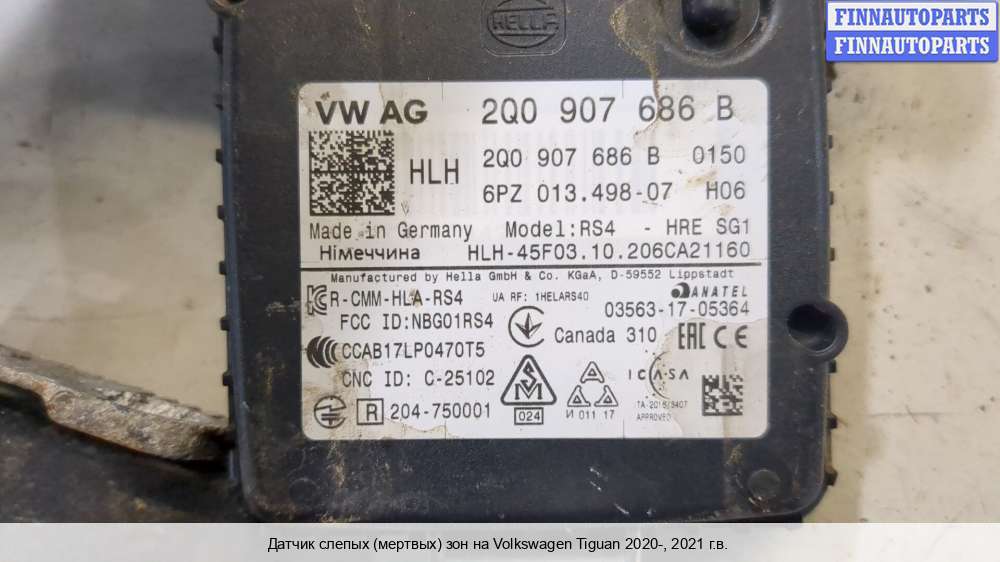 FINNAUTOPARTS
FINNAUTOPARTS
HELLA
VW AG 2Q0 907 686 B
HLH 2Q0 907 686 B 0150
6PZ 013.498-07 H06
Made in Germany Model:RS4 - HRE SG1
Німеччина HLH-45F03.10.206CA21160
Manufactured by Hella GmbH & Co. KGaA, D-59552 Lippstadt
R-CMM-HLA-RS4 UA RF: 1HELARS40 ANATEL
FCC ID:NBG01RS4 03563-17-05364
Canada 310 EAC CE
CCAB17LP0470T5
CNC ID: C-25102 ICASA
R 204-750001 024 И 011 17 APPROVED
Датчик слепых (мертвых) зон на Volkswagen Tiguan 2020-, 2021 г.в.